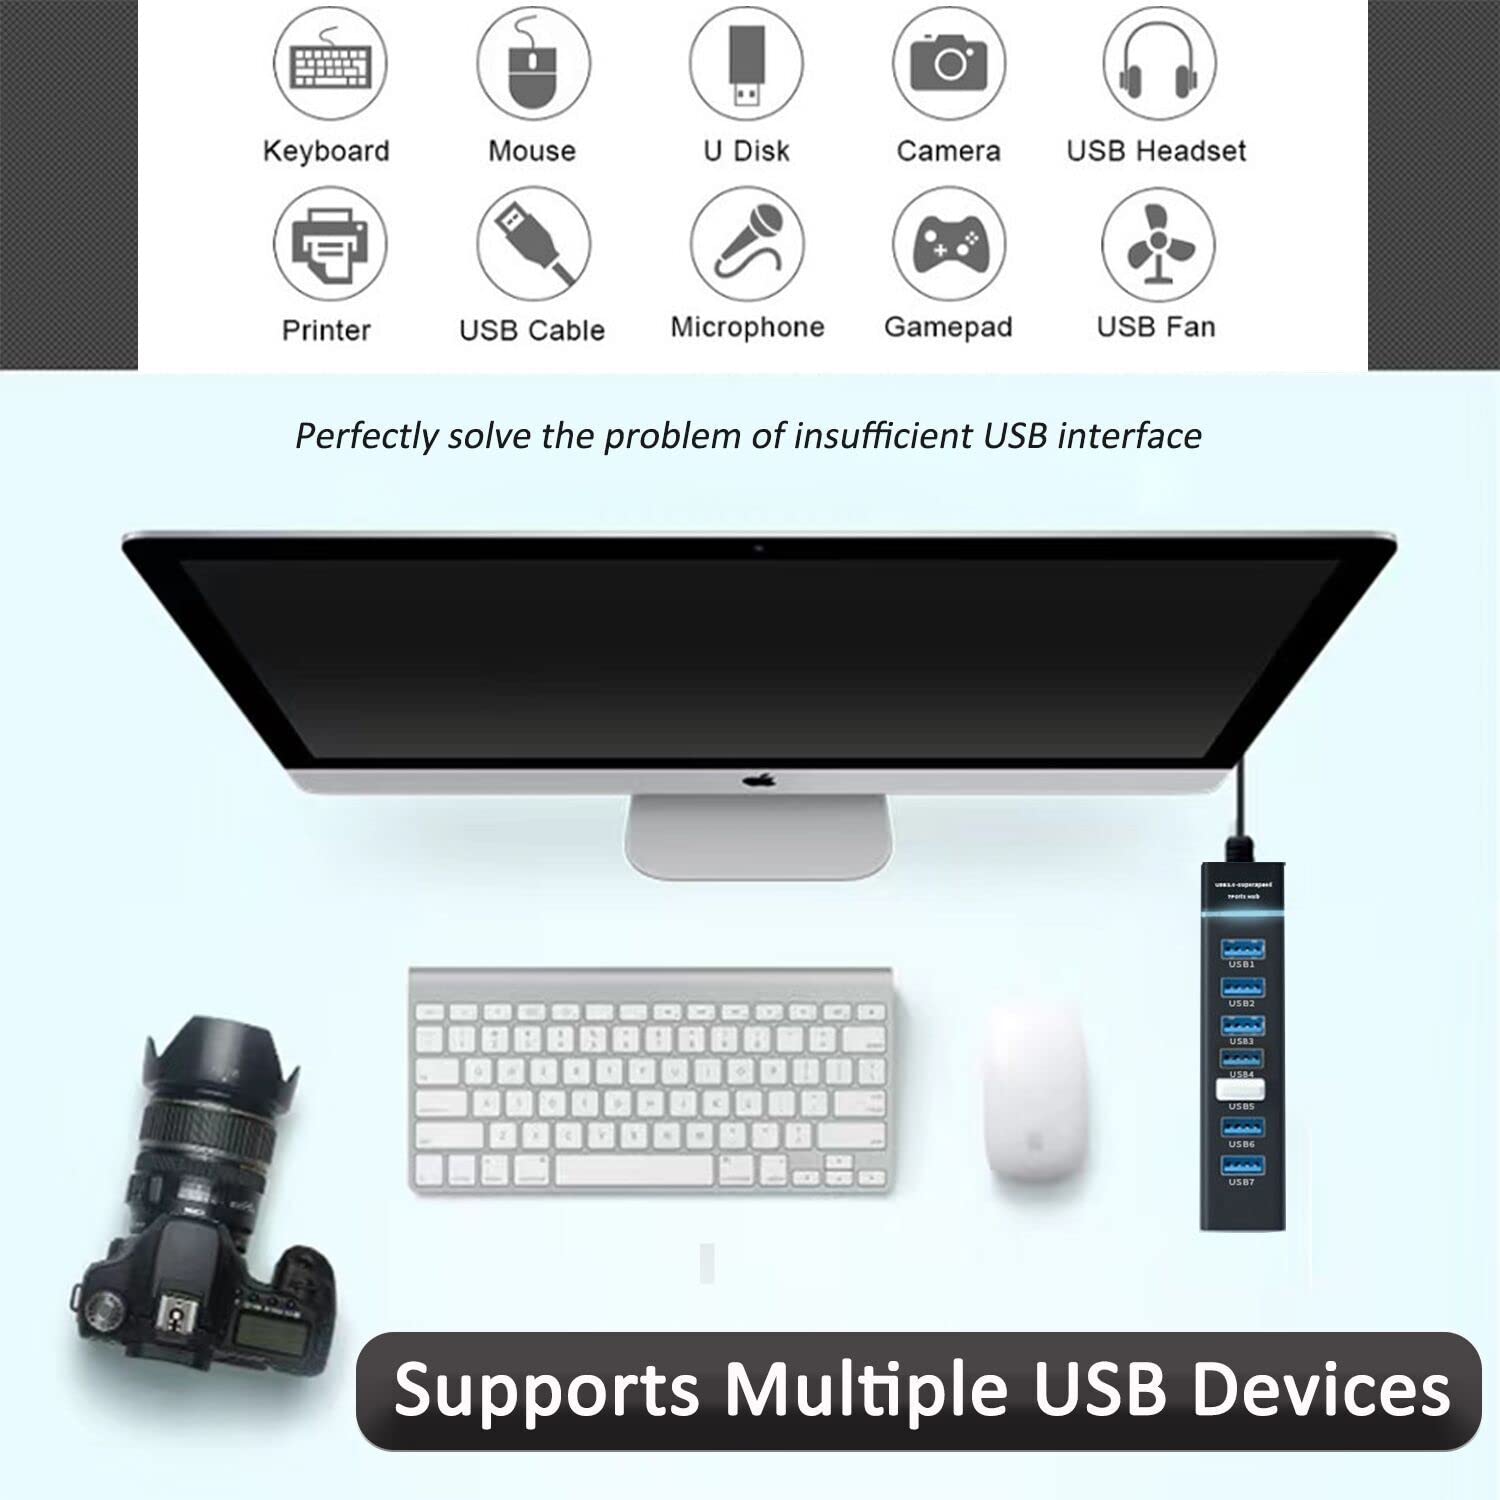 Keyboard Mouse U Disk Camera USB Headset
Printer USB Cable Microphone Gamepad USB Fan
Perfectly solve the problem of insufficient USB interface
USB1
USB2
USB3
USB4
USB5
USB6
USB7
Supports Multiple USB Devices